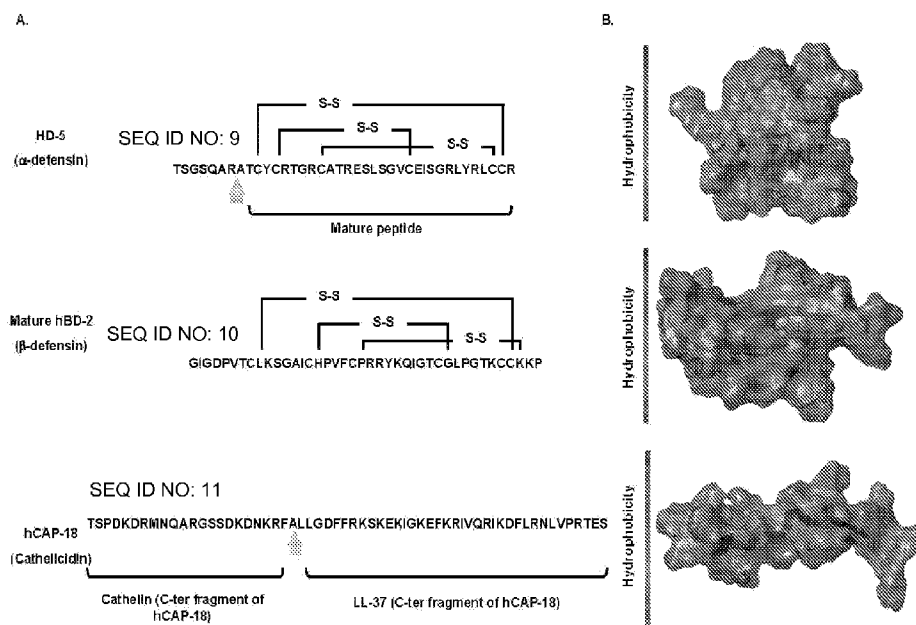 A.
B.
HD-5
(α-defensin)
SEQ ID NO: 9
S-S
S-S
S-S
TSGSQARATCYCRTGRCATRESLSGVCEISGRLYRLCCR
Mature peptide
Hydrophobicity
Mature hBD-2
(β-defensin)
SEQ ID NO: 10
S-S
S-S
S-S
GIGDPVTCLKSGAICHPVFCPRRYKQIGTCGLPGTKCCKKP
Hydrophobicity
SEQ ID NO: 11
hCAP-18
(Cathelicidin)
TSPDKDRMNQARGSSDKDNKRFALLGDFFRKSKEKIGKEFKRIVQRIKDFLRNLVPRTES
Cathelin (C-ter fragment of
hCAP-18)
LL-37 (C-ter fragment of hCAP-18)
Hydrophobicity